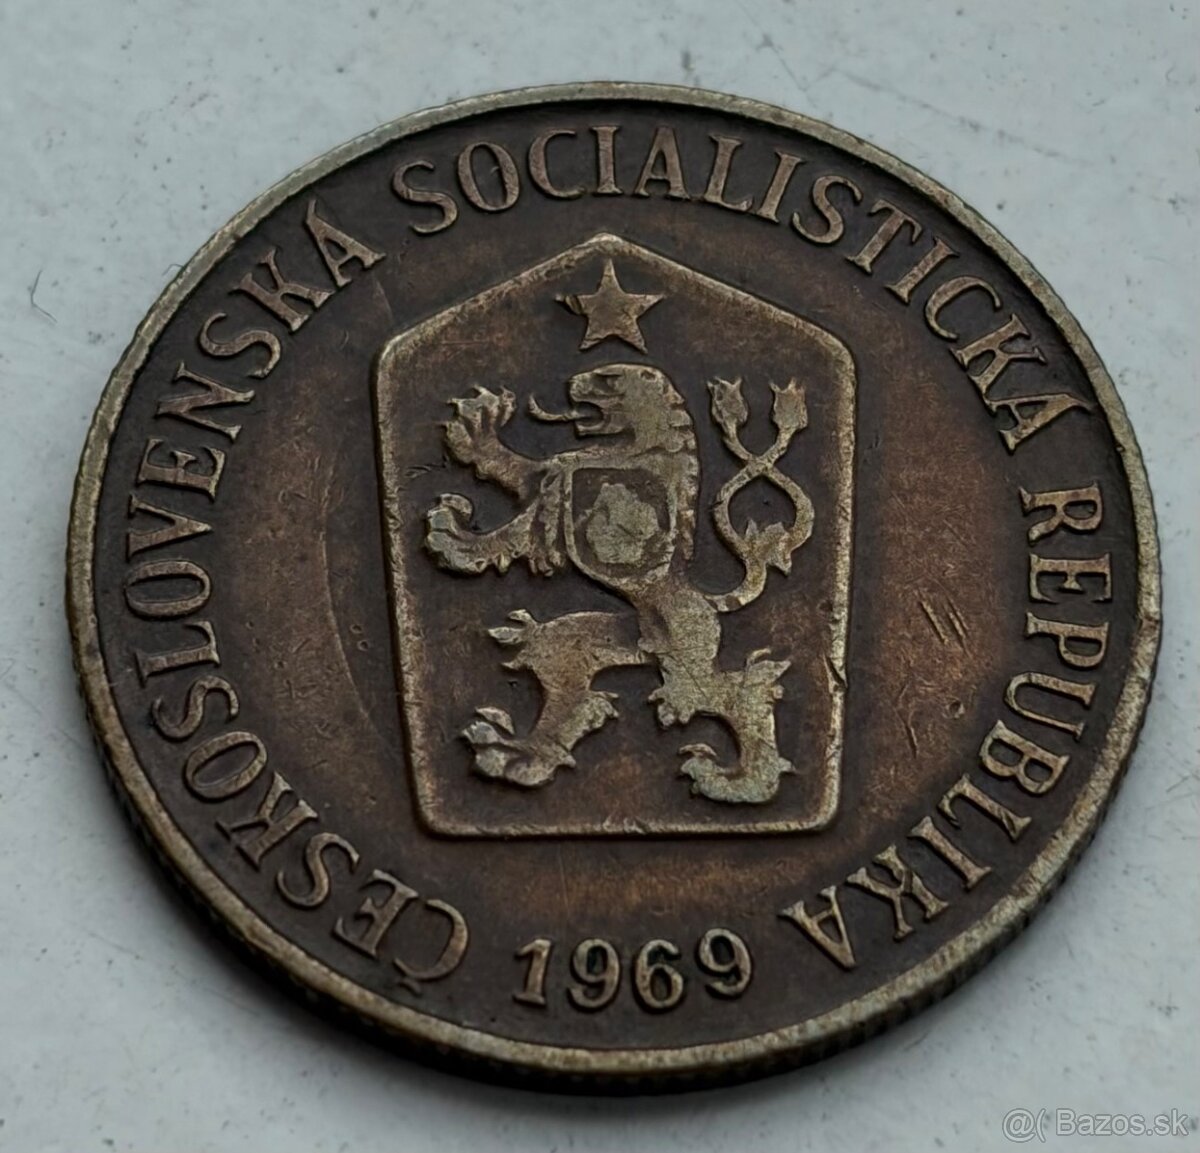 ČESKOSLOVENSKÁ SOCIALISTICKÁ REPUBLIKA
1969
@( Bazos.sk